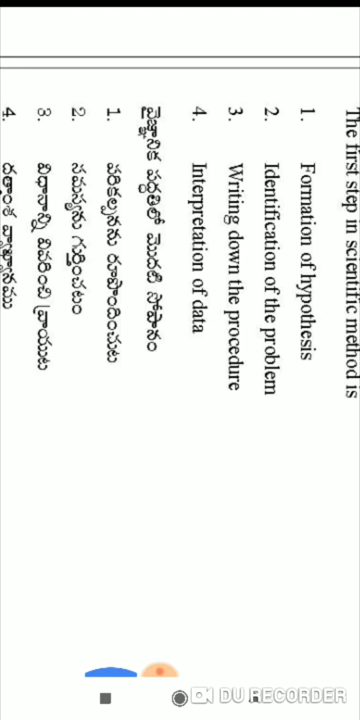 The first step in scientific method is
1. Formation of hypothesis
2. Identification of the problem
3. Writing down the procedure
4. Interpretation of data
వైజ్ఞానిక పద్ధతిలో మొదటి సోపానం
1. పరికల్పనను రూపొందించుట
2. సమస్యను గుర్తించటం
3. విధానాన్ని వివరించి వ్రాయుట
4. దత్తాంశ వ్యాఖ్యానము
DU RECORDER